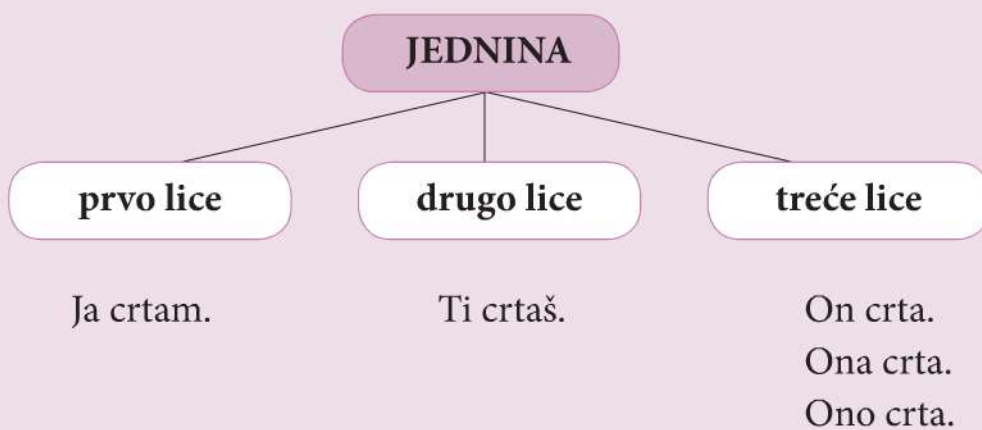 JEDNINA
prvo lice drugo lice treće lice
Ja crtam. Ti crtaš. On crta.
Ona crta.
Ono crta.